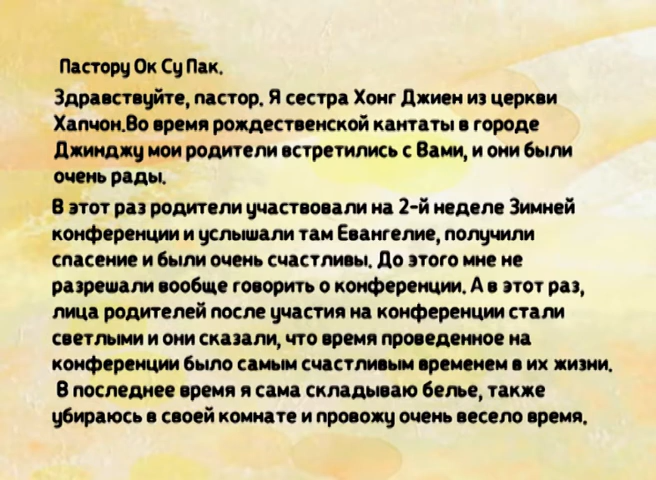 Пастору Ок Су Пак.
Здравствуйте, пастор. Я сестра Хонг Джиен из церкви
Хапчон.Во время рождественской кантаты в городе
Джинджу мои родители встретились с Вами, и они были
очень рады.
В этот раз родители участвовали на 2-й неделе Зимней
конференции и услышали там Евангелие, получили
спасение и были очень счастливы. До этого мне не
разрешали вообще говорить о конференции. А в этот раз,
лица родителей после участия на конференции стали
светлыми и они сказали, что время проведенное на
конференции было самым счастливым временем в их жизни.
В последнее время я сама складываю белье, также
убираюсь в своей комнате и провожу очень весело время.